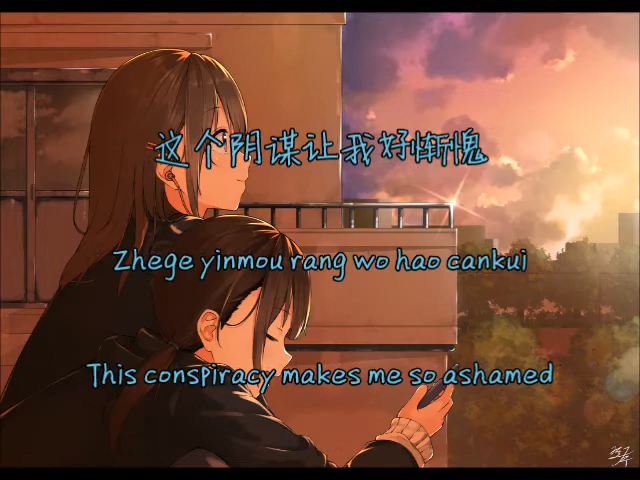 这个阴谋让我好惭愧
Zhege yinmou rang wo hao cankui
This conspiracy makes me so ashamed